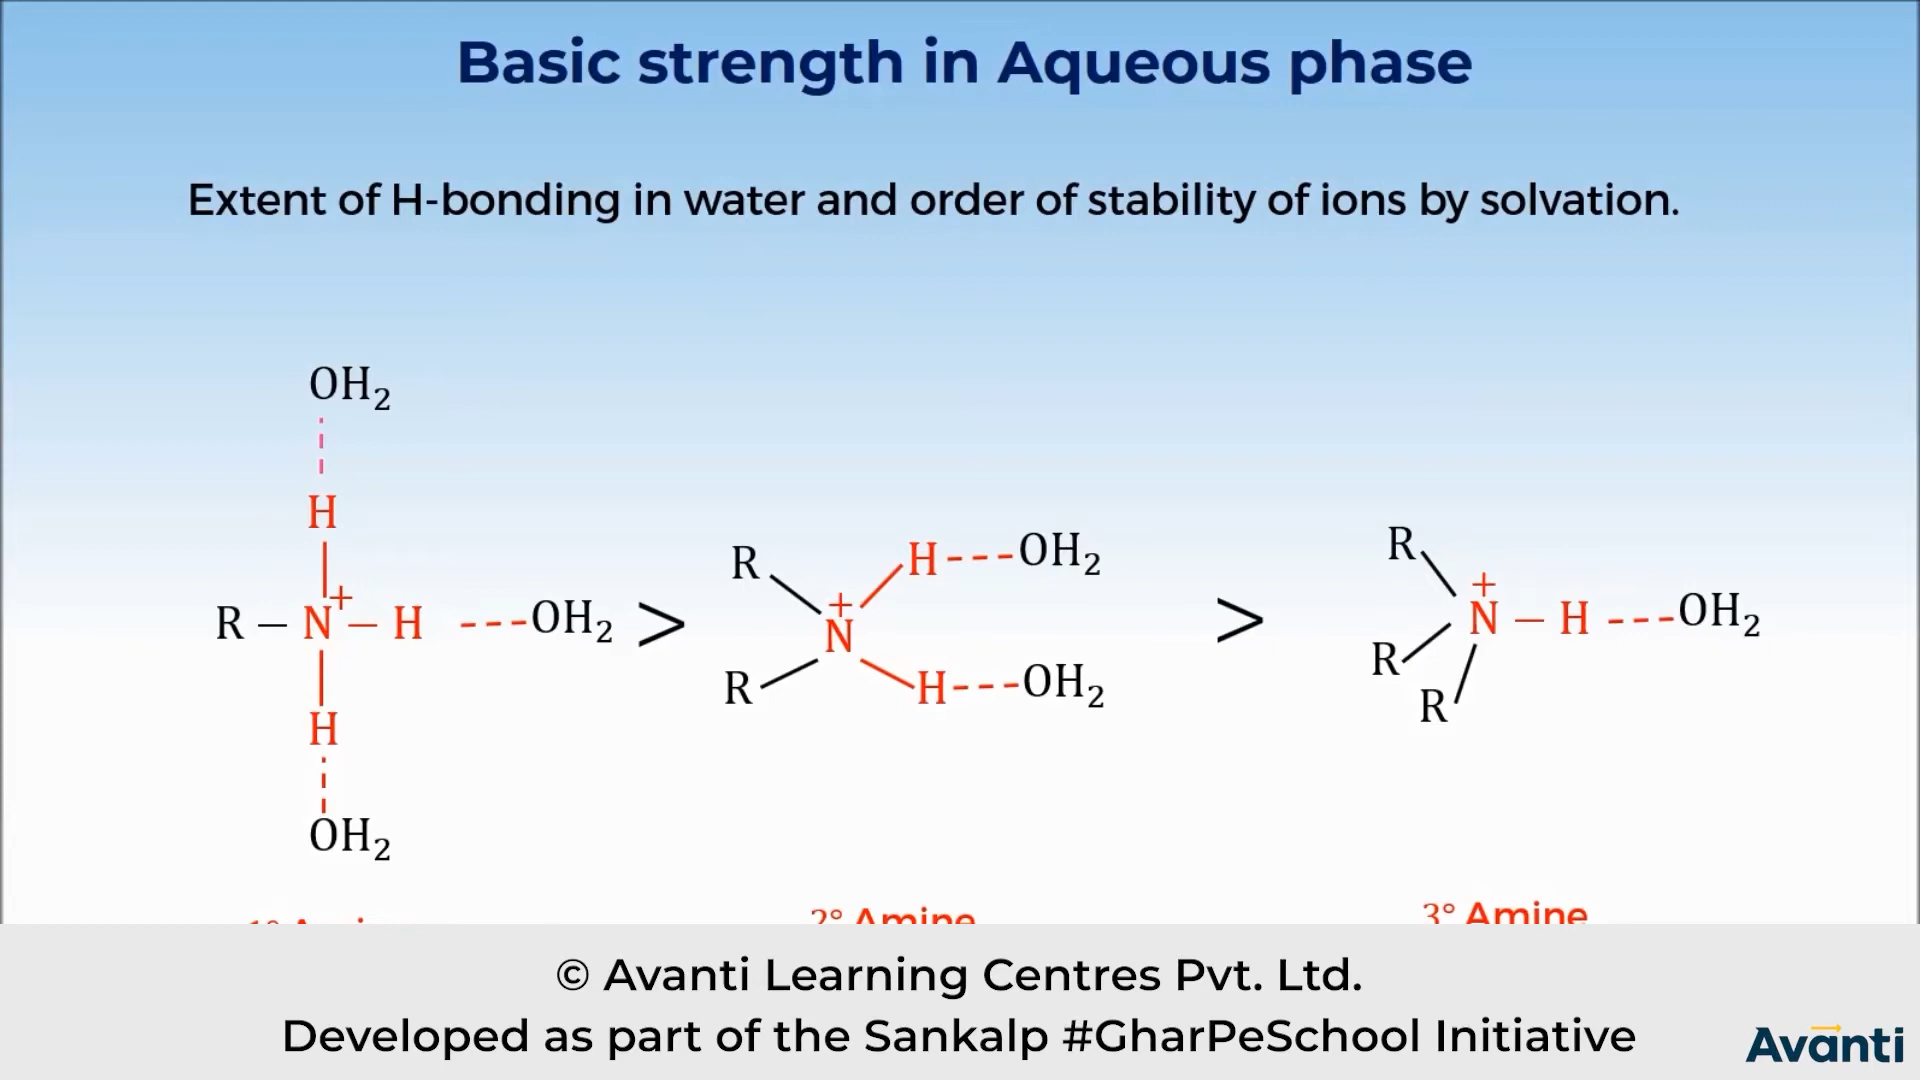 Basic strength in Aqueous phase
Extent of H-bonding in water and order of stability of ions by solvation.
OH₂
H
R – N⁺ – H ---OH₂ >
H
OH₂
R H---OH₂
+
N
R H---OH₂
>
R
+
N – H ---OH₂
R
R
2° Amine
3° Amine
© Avanti Learning Centres Pvt. Ltd.
Developed as part of the Sankalp #GharPeSchool Initiative
Avanti